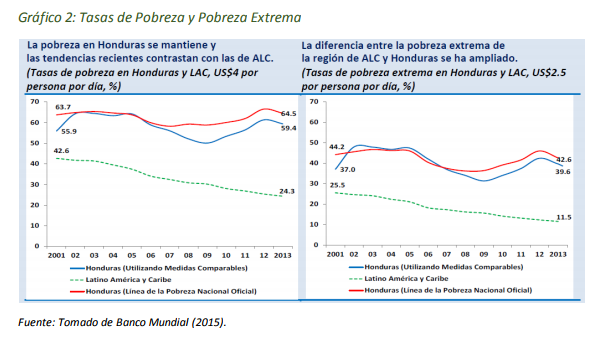 Gráfico 2: Tasas de Pobreza y Pobreza Extrema
La pobreza en Honduras se mantiene y
las tendencias recientes contrastan con las de ALC.
(Tasas de pobreza en Honduras y LAC, US$4 por
persona por día, %)
70
60
50
40
30
20
10
0
63.7
55.9
42.6
64.5
59.4
24.3
2001 02 03 04 05 06 07 08 09 10 11 12 2013
Honduras (Utilizando Medidas Comparables)
Latino América y Caribe
Honduras (Línea de la Pobreza Nacional Oficial)
La diferencia entre la pobreza extrema de
la región de ALC y Honduras se ha ampliado.
(Tasas de pobreza extrema en Honduras y LAC, US$2.5
por persona por día, %)
70
60
50
40
30
20
10
0
44.2
37.0
25.5
42.6
39.6
11.5
2001 02 03 04 05 06 07 08 09 10 11 12 2013
Honduras (Utilizando Medidas Comparables)
Latino América y Caribe
Honduras (Línea de la Pobreza Nacional Oficial)
Fuente: Tomado de Banco Mundial (2015).